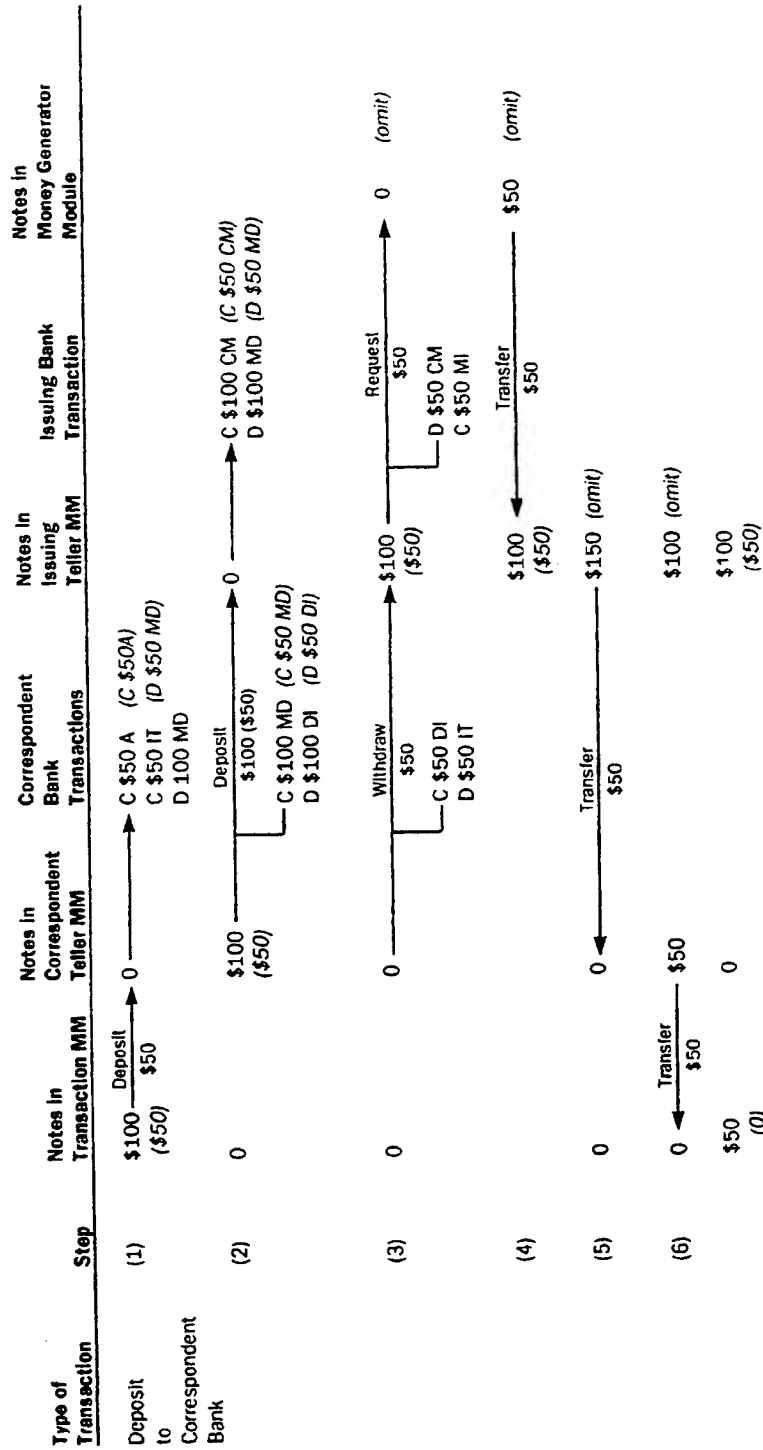 Type of Transaction
Step
Notes in Transaction MM
Notes in Correspondent Teller MM
Correspondent Bank Transactions
Notes in Issuing Teller MM
Issuing Bank Transaction
Notes in Money Generator Module
Deposit to Correspondent Bank
(1)
$100
($50)
Deposit
$50
0
C $50 A (C $50A)
C $50 IT (D $50 MD)
D 100 MD
(2)
0
$100
($50)
Deposit
$100 ($50)
C $100 MD (C $50 MD)
D $100 DI (D $50 DI)
0
C $100 CM (C $50 CM)
D $100 MD (D $50 MD)
(3)
0
0
Withdraw
$50
C $50 DI
D $50 IT
$100
($50)
Request
$50
D $50 CM
C $50 MI
0 (omit)
(4)
$100
($50)
Transfer
$50
$50 (omit)
(5)
0
0
Transfer
$50
$150 (omit)
(6)
0
Transfer
$50
$50
$100 (omit)
$50
(0)
0
$100
($50)